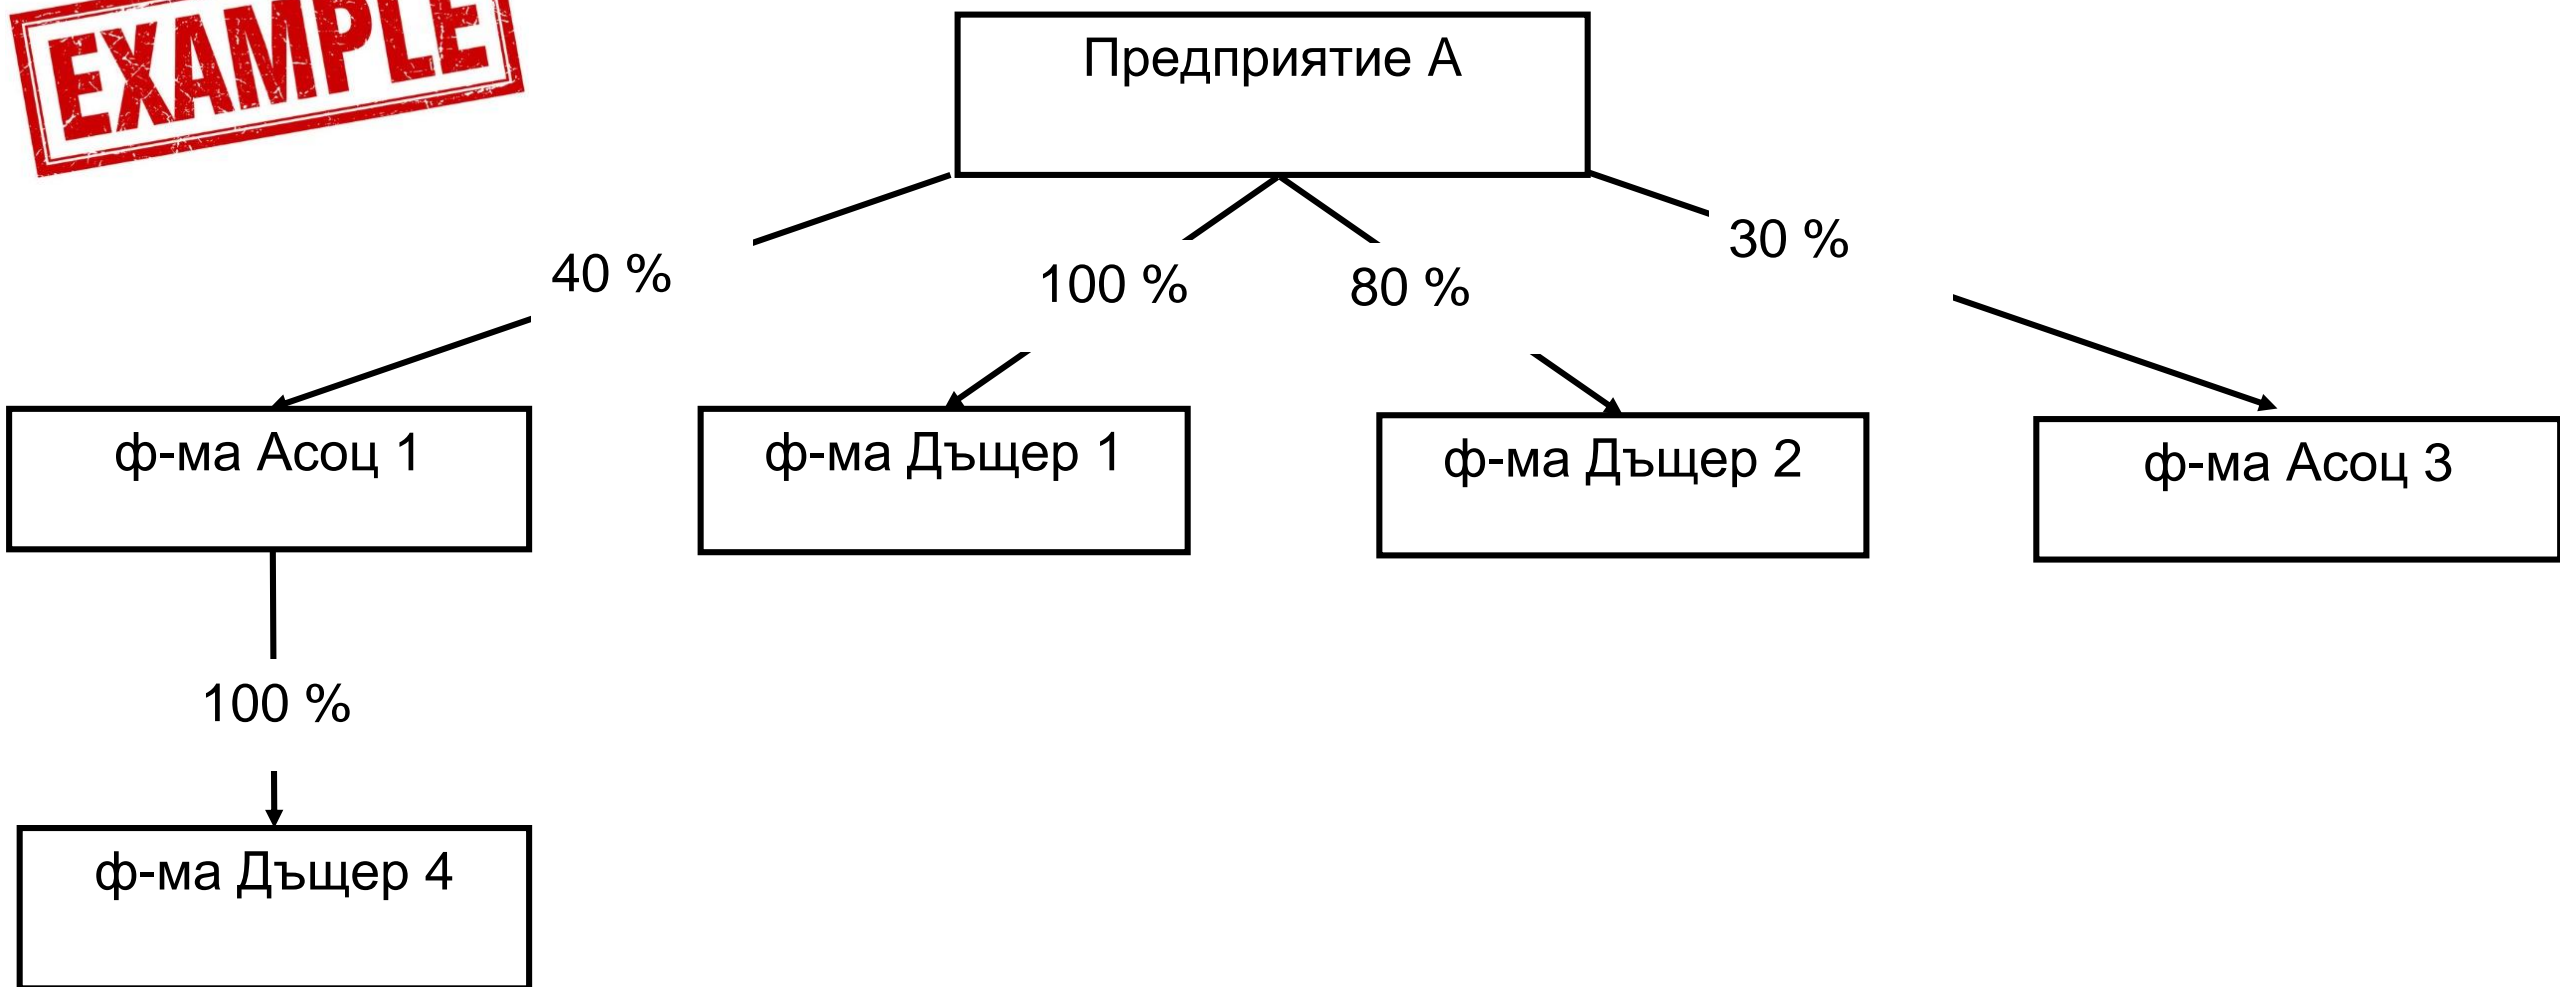 EXAMPLE
Предприятие А
40 %
100 %
80 %
30 %
ф-ма Асоц 1
ф-ма Дъщер 1
ф-ма Дъщер 2
ф-ма Асоц 3
100 %
ф-ма Дъщер 4